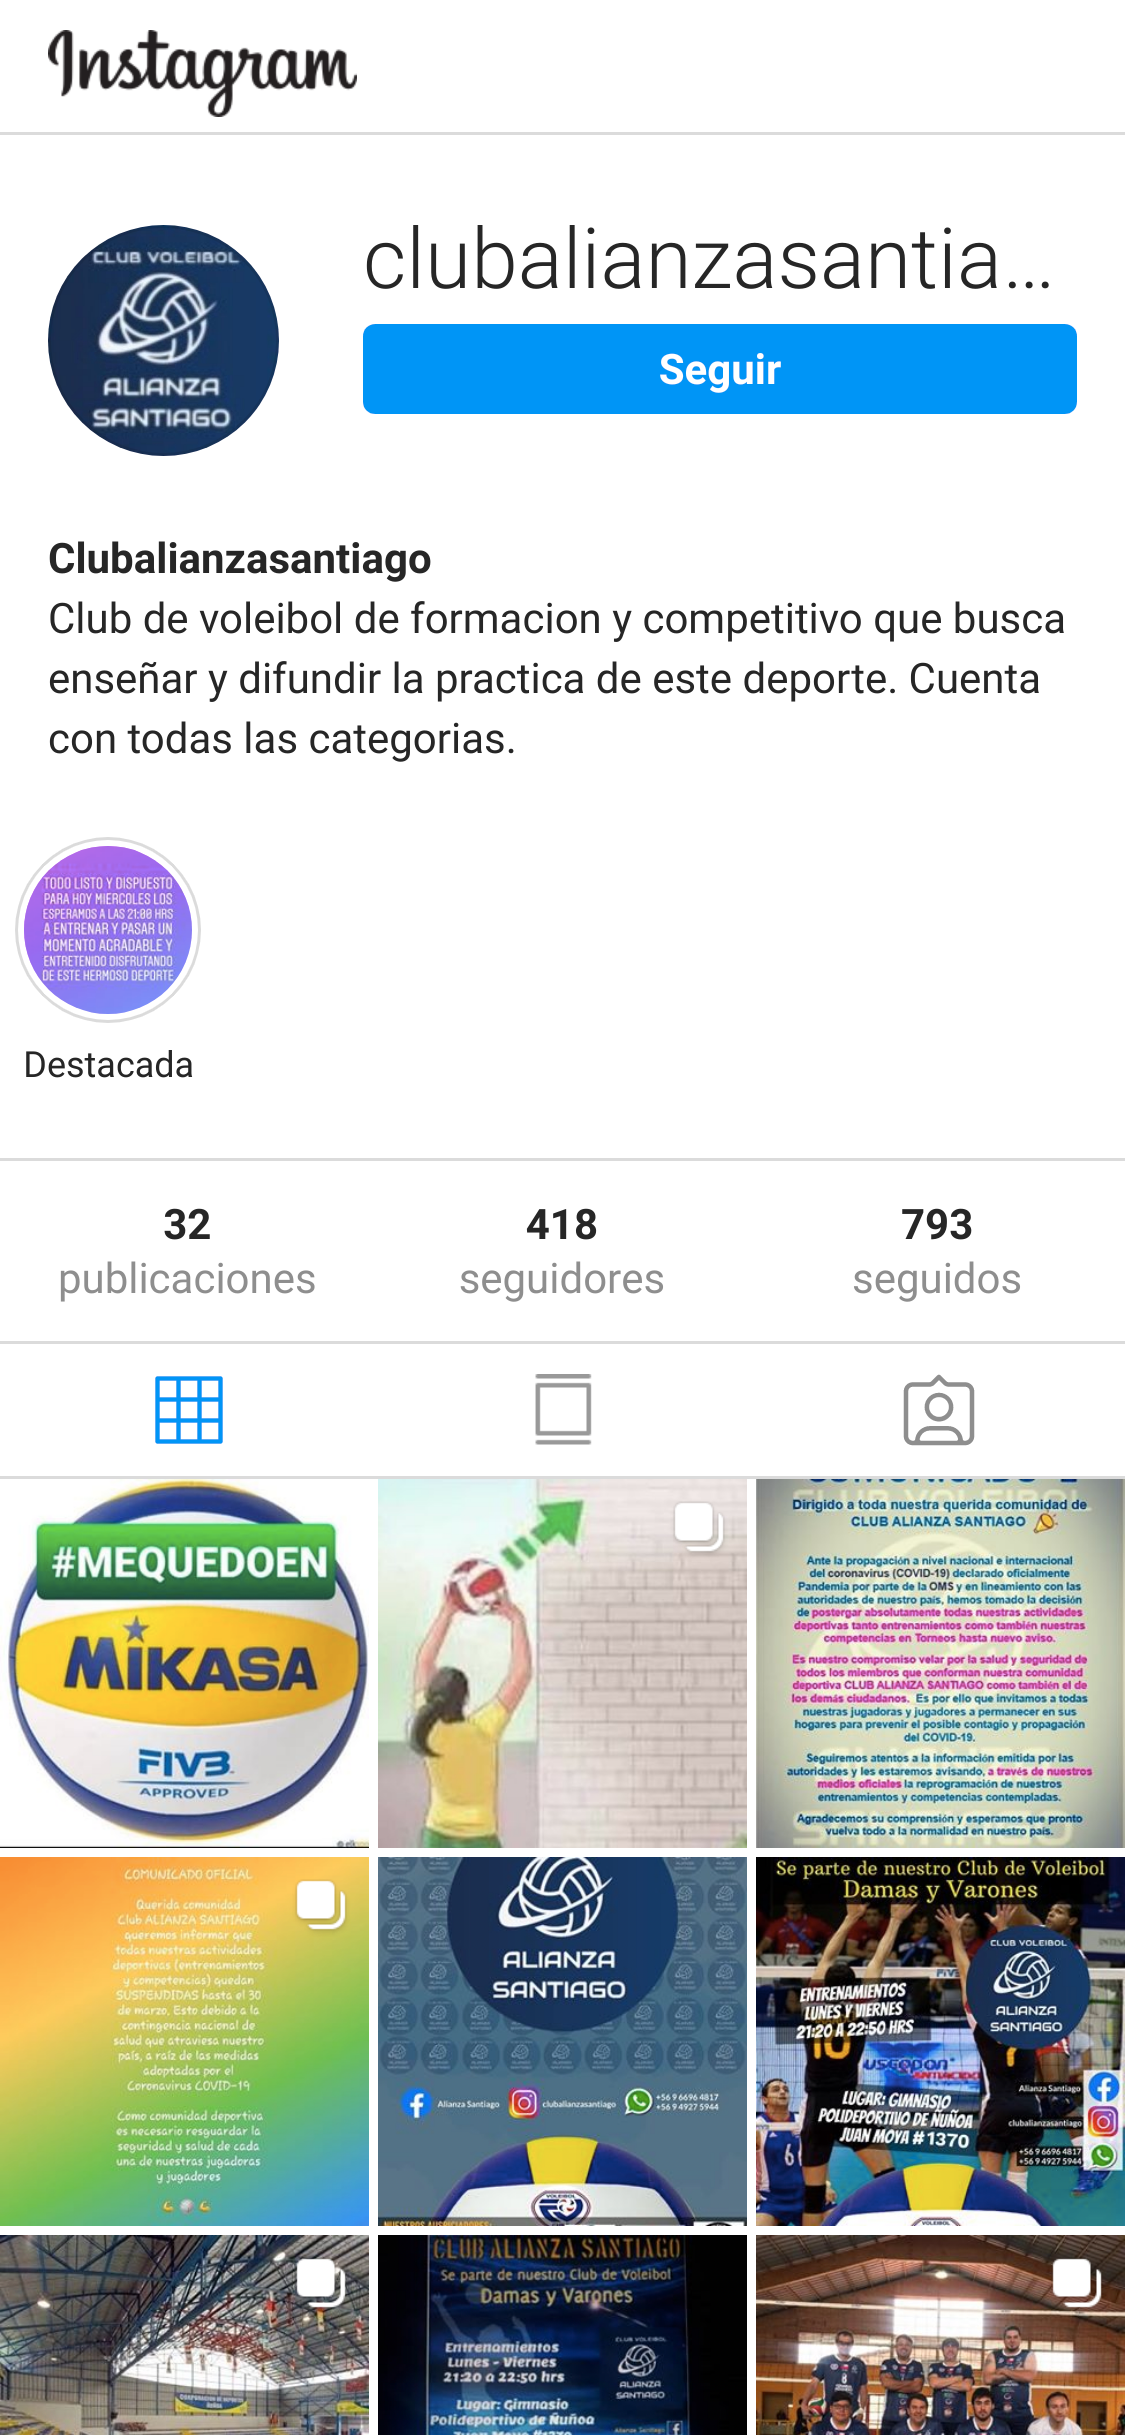 Instagram
CLUB VOLEIBOL
ALIANZA
SANTIAGO
clubalianzasantia...
Seguir
Clubalianzasantiago
Club de voleibol de formacion y competitivo que busca
enseñar y difundir la practica de este deporte. Cuenta
con todas las categorias.
TODO LISTO Y DISPUESTO
PARA HOY MIERCOLES LOS
ESPERAMOS A LAS 21:00 HRS
A ENTRENAR Y PASAR UN
MOMENTO AGRADABLE Y
ENTRETENIDO DISFRUTANDO
DE ESTE HERMOSO DEPORTE
Destacada
32
publicaciones
418
seguidores
793
seguidos
#MEQUEDOEN
MIKASA
FIVB
APPROVED
Dirigido a toda nuestra querida comunidad de
CLUB ALIANZA SANTIAGO
Ante la propagación a nivel nacional e internacional
del coronavirus (COVID-19) declarado oficialmente
Pandemia por parte de la OMS y en lineamiento con las
autoridades de nuestro país, hemos tomado la decisión
de postergar absolutamente todas nuestras actividades
deportivas tanto entrenamientos como también nuestras
competencias en Torneos hasta nuevo aviso.
Es nuestro compromiso velar por la salud y seguridad de
todos los miembros que conforman nuestra comunidad
deportiva CLUB ALIANZA SANTIAGO como también el de
los demás ciudadanos. Es por ello que invitamos a todas
nuestras jugadoras y jugadores a permanecer en sus
hogares para prevenir el posible contagio y propagación
del COVID-19.
Seguiremos atentos a la información emitida por las
autoridades y les estaremos avisando, a través de nuestros
medios oficiales la reprogramación de nuestros
entrenamientos y competencias contempladas.
Agradecemos su comprensión y esperamos que pronto
vuelva todo a la normalidad en nuestro país.
COMUNICADO OFICIAL
Querida comunidad
Club ALIANZA SANTIAGO
queremos informar que
todas nuestras actividades
deportivas (entrenamientos
y competencias) quedan
SUSPENDIDAS hasta el 30
de marzo. Esto debido a la
contingencia nacional de
salud que atraviesa nuestro
país, a raíz de las medidas
adoptadas por el
Coronavirus COVID-19
Como comunidad deportiva
es necesario resguardar la
seguridad y salud de cada
una de nuestras jugadoras
y jugadores
ALIANZA
SANTIAGO
Alianza Santiago
clubalianzasantiago
+56 9 6696 4817
+56 9 4927 5944
VOLEIBOL
NUESTROS AUSPICIADORES:
Se parte de nuestro Club de Voleibol
Damas y Varones
CLUB VOLEIBOL
ALIANZA
SANTIAGO
ENTRENAMIENTOS
LUNES Y VIERNES
21:20 A 22:50 HRS
LUGAR: GIMNASIO
POLIDEPORTIVO DE ÑUÑOA
JUAN MOYA #1370
Alianza Santiago
clubalianzasantiago
+56 9 6696 4817
+56 9 4927 5944
VOLEIBOL
CLUB ALIANZA SANTIAGO
Se parte de nuestro Club de Voleibol
Damas y Varones
Entrenamientos
Lunes - Viernes
21:20 a 22:50 hrs
Lugar: Gimnasio
Polideportivo de Ñuñoa
CLUB VOLEIBOL
ALIANZA
SANTIAGO
Alianza Santiago